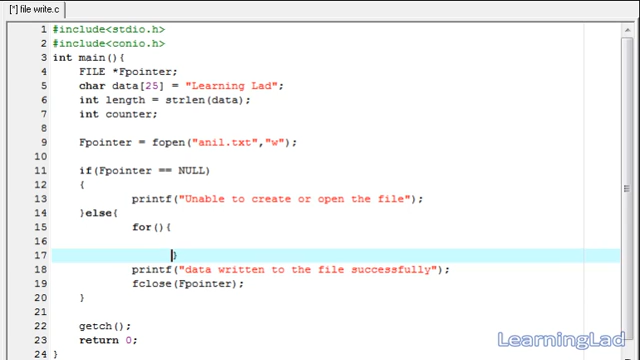 [*] file write.c
1 #include<stdio.h>
2 #include<conio.h>
3 int main(){
4 FILE *Fpointer;
5 char data[25] = "Learning Lad";
6 int length = strlen(data);
7 int counter;
8
9 Fpointer = fopen("anil.txt","w");
10
11 if(Fpointer == NULL)
12 {
13 printf("Unable to create or open the file");
14 }else{
15 for(){
16
17 }
18 printf("data written to the file successfully");
19 fclose(Fpointer);
20 }
21
22 getch();
23 return 0;
24 }
LearningLad